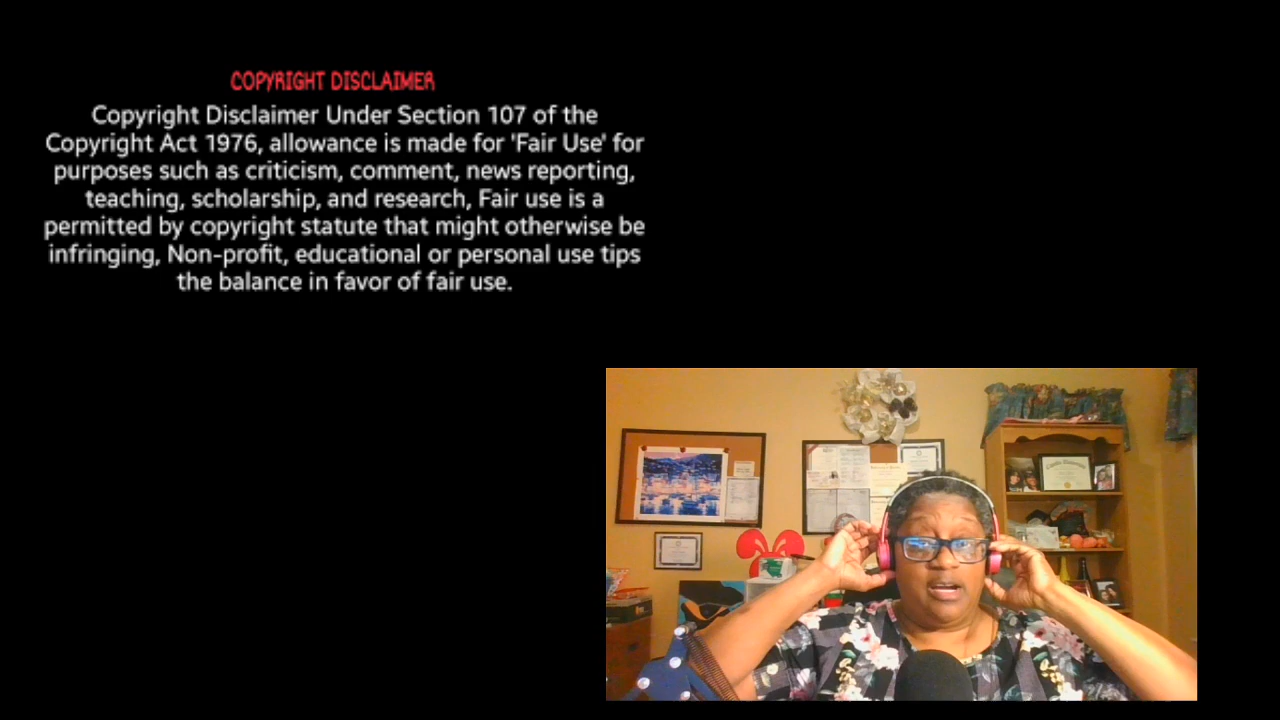 COPYRIGHT DISCLAIMER
Copyright Disclaimer Under Section 107 of the
Copyright Act 1976, allowance is made for 'Fair Use' for
purposes such as criticism, comment, news reporting,
teaching, scholarship, and research, Fair use is a
permitted by copyright statute that might otherwise be
infringing, Non-profit, educational or personal use tips
the balance in favor of fair use.